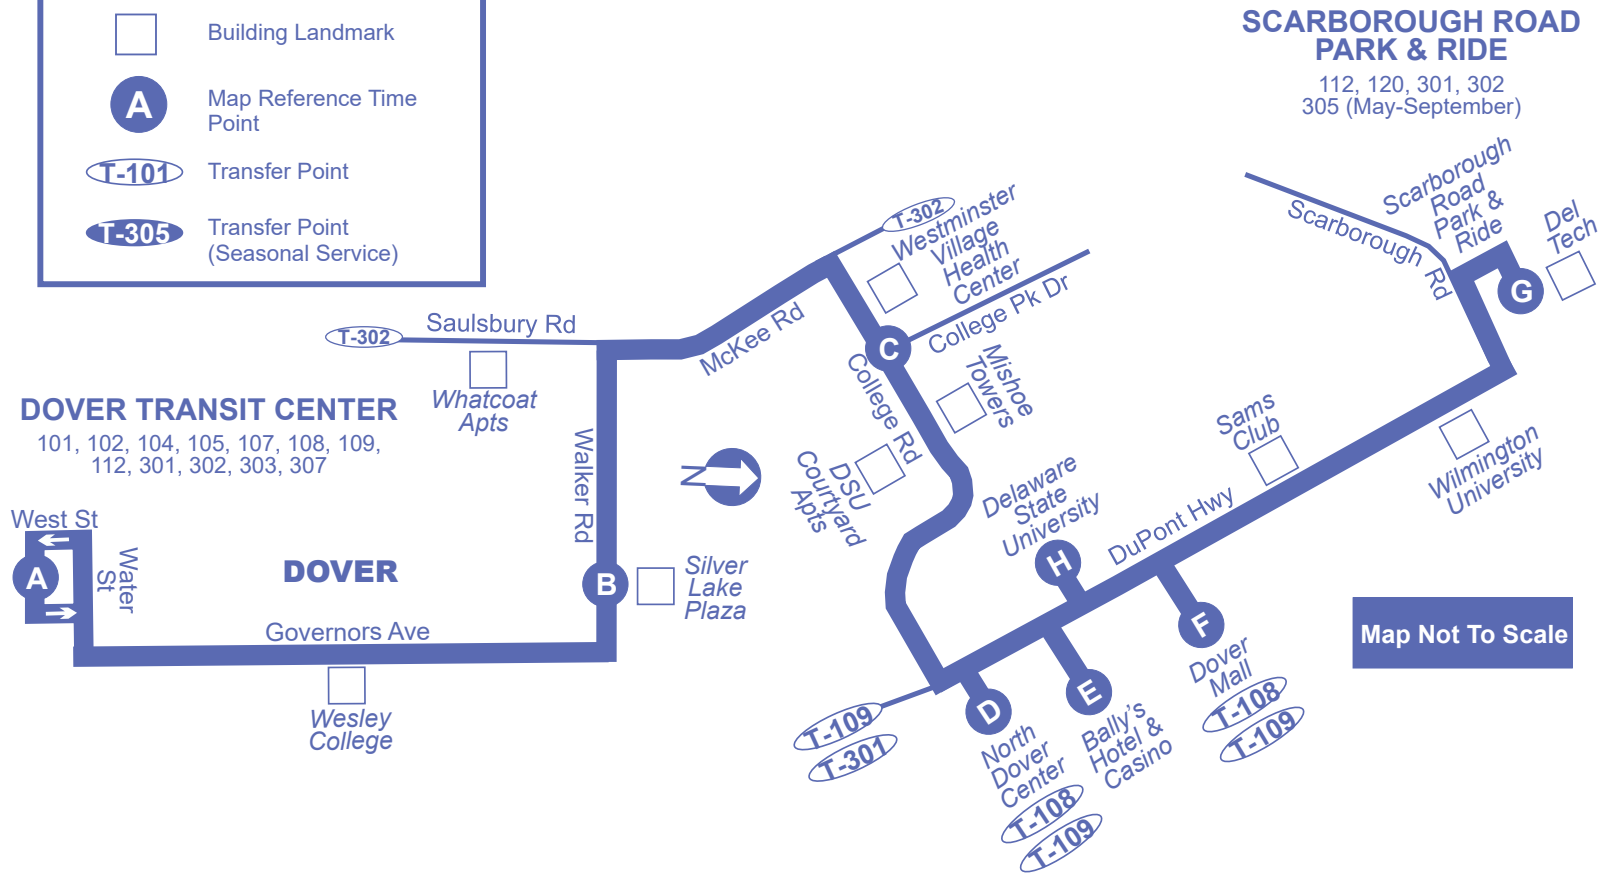 Building Landmark
A
Map Reference Time
Point
T-101
Transfer Point
T-305
Transfer Point
(Seasonal Service)
SCARBOROUGH ROAD
PARK & RIDE
112, 120, 301, 302
305 (May-September)
Scarborough
Road
Park &
Ride
Del
Tech
Scarborough
Rd
G
T-302
Westminster
Village
Health
Center
College Pk Dr
McKee Rd
C
T-302
Saulsbury Rd
Whatcoat
Apts
College Rd
Mishoe
Towers
DOVER TRANSIT CENTER
101, 102, 104, 105, 107, 108, 109,
112, 301, 302, 303, 307
Walker Rd
N
DSU
Courtyard
Apts
Delaware
State
University
Sams
Club
Wilmington
University
DuPont Hwy
West St
A
Water
St
DOVER
B
Silver
Lake
Plaza
H
F
Governors Ave
Wesley
College
Map Not To Scale
Dover
Mall
T-108
T-109
D
E
T-109
T-301
North
Dover
Center
T-108
T-109
Bally's
Hotel &
Casino